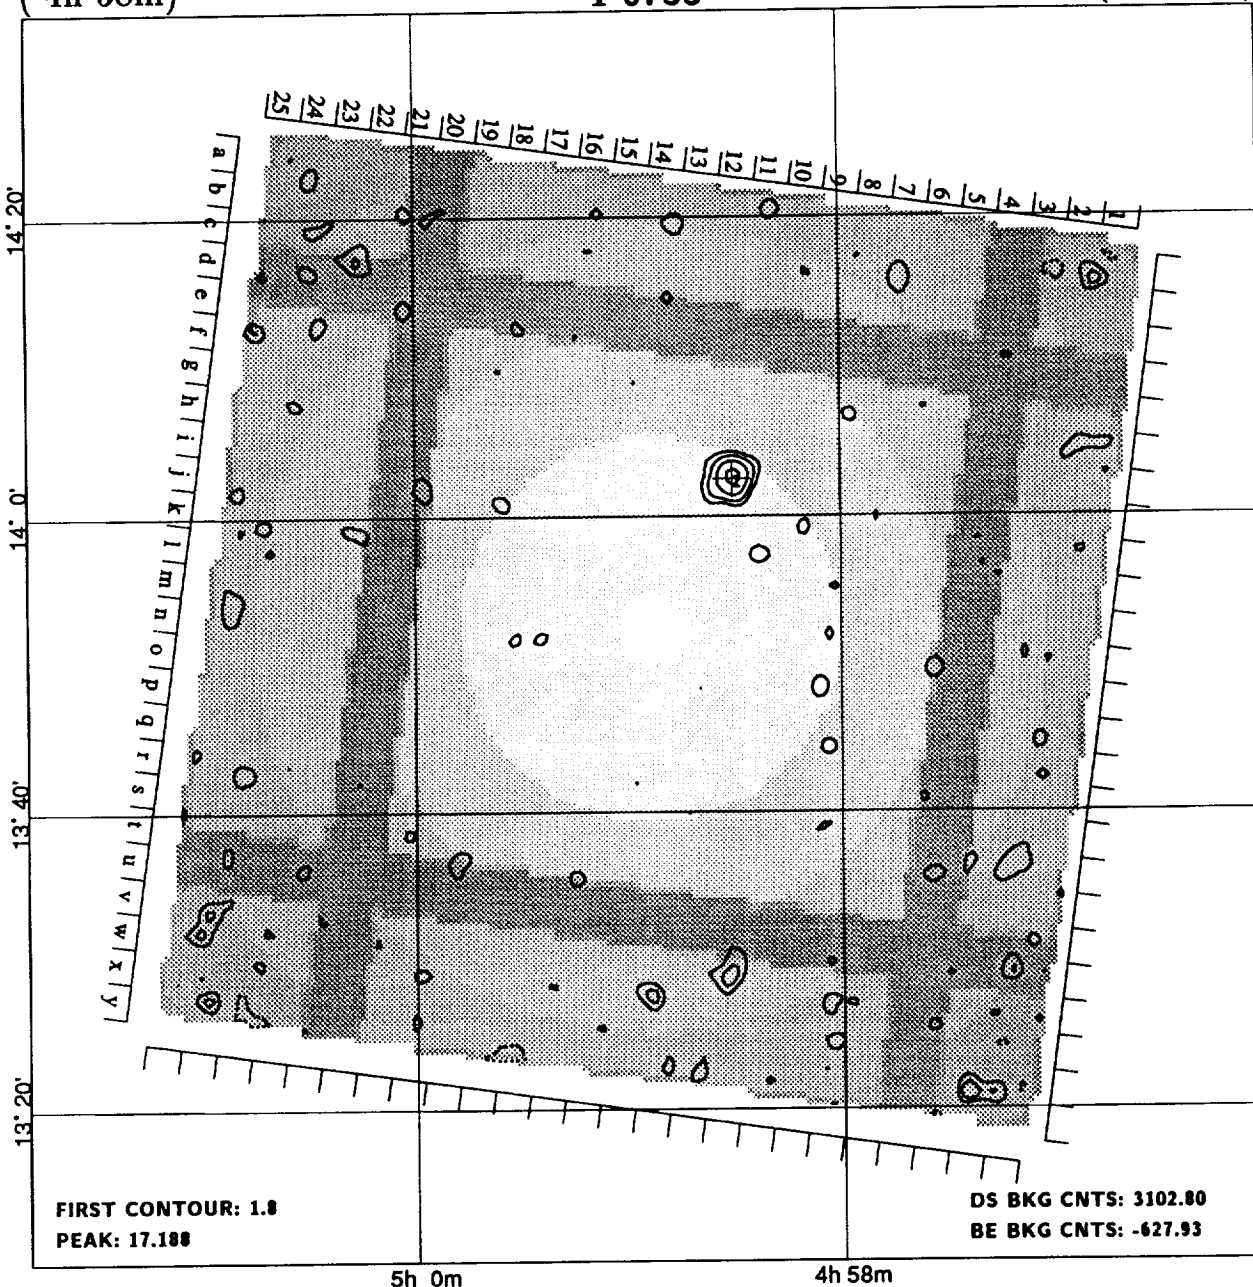 25 24 23 22 21 20 19 18 17 16 15 14 13 12 11 10 9 8 7 6 5 4 3 2 1
a b c d e f g h i j k l m n o p q r s t u v w x y
14° 20'
14° 0'
13° 40'
13° 20'
FIRST CONTOUR: 1.8
PEAK: 17.188
DS BKG CNTS: 3102.80
BE BKG CNTS: -627.93
5h 0m
4h 58m